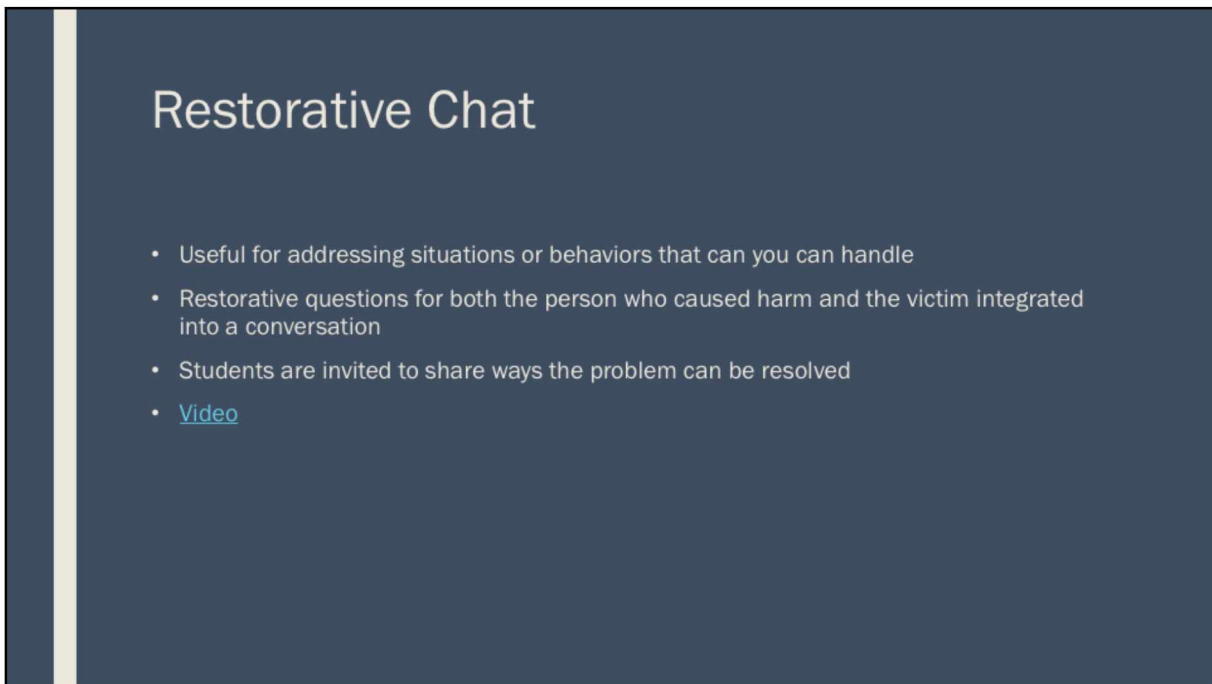 Restorative Chat
• Useful for addressing situations or behaviors that can you can handle
• Restorative questions for both the person who caused harm and the victim integrated
into a conversation
• Students are invited to share ways the problem can be resolved
• Video